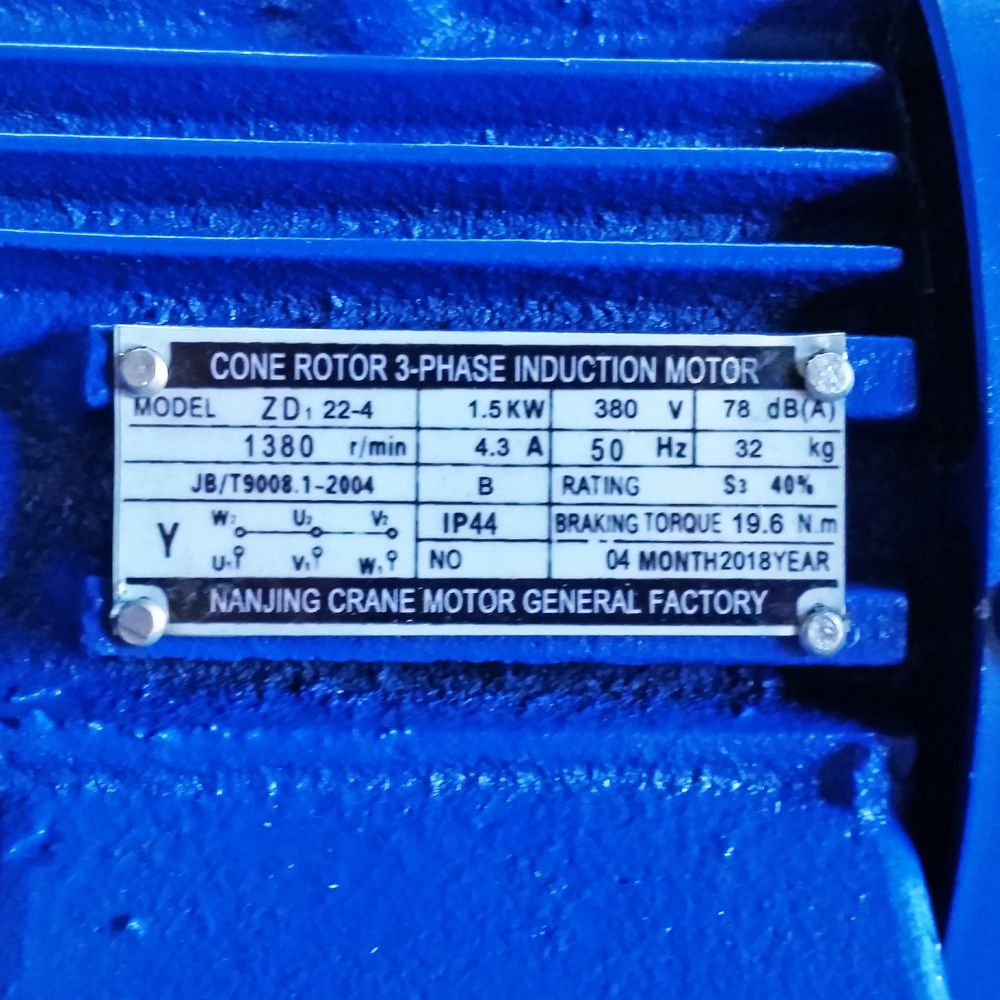 CONE ROTOR 3-PHASE INDUCTION MOTOR
MODEL ZD₁ 22-4 1.5KW 380 V 78 dB(A)
1380 r/min 4.3 A 50 Hz 32 kg
JB/T9008.1-2004 B RATING S₃ 40%
Y W₂ U₂ V₂ IP44 BRAKING TORQUE 19.6 N.m
U₁ V₁ W₁ NO 04 MONTH 2018 YEAR
NANJING CRANE MOTOR GENERAL FACTORY